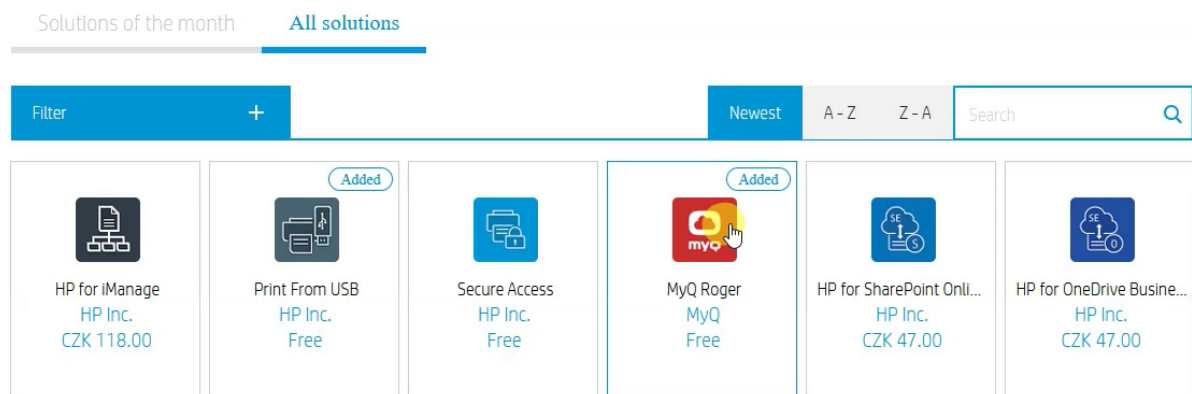 Solutions of the month
All solutions
Filter +
Newest
A - Z
Z - A
Search
Added
Added
SE
S
SE
O
myQ
HP for iManage
HP Inc.
CZK 118.00
Print From USB
HP Inc.
Free
Secure Access
HP Inc.
Free
MyQ Roger
MyQ
Free
HP for SharePoint Onli...
HP Inc.
CZK 47.00
HP for OneDrive Busine...
HP Inc.
CZK 47.00